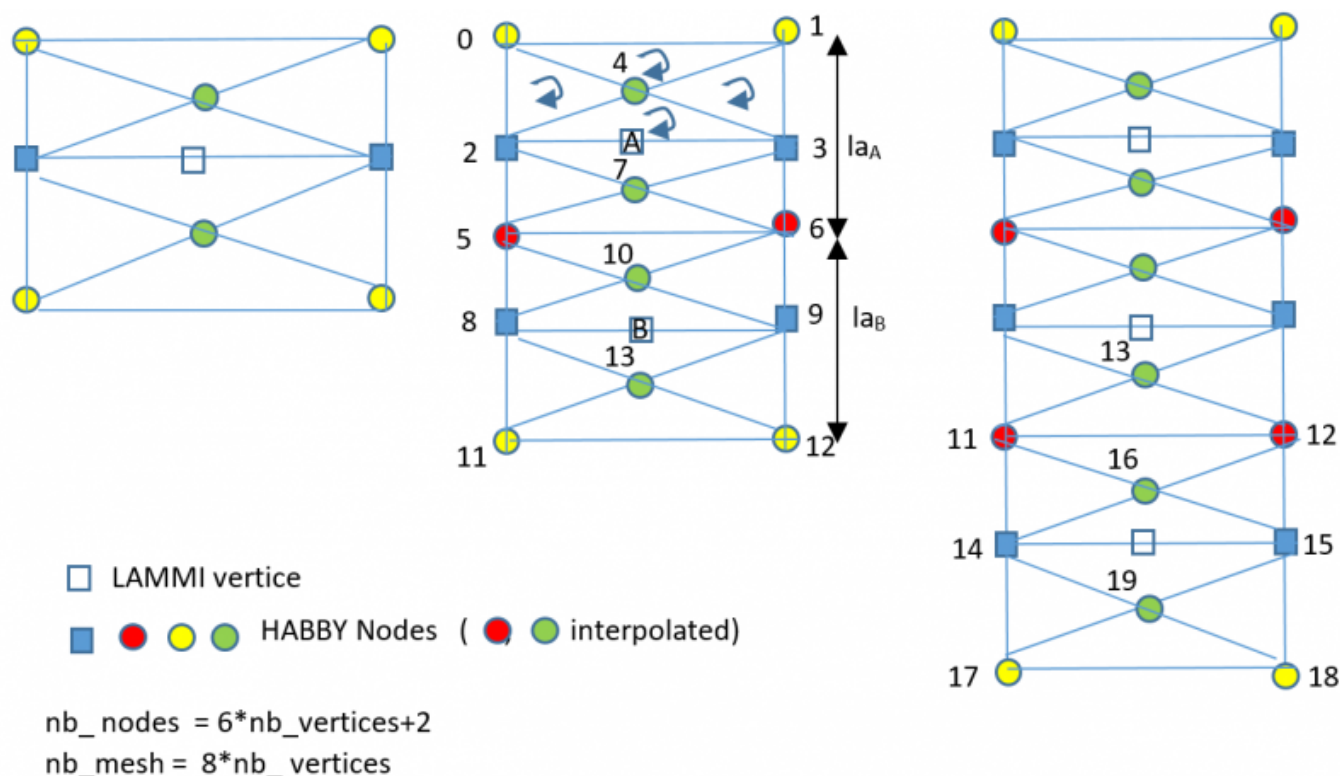 0
1
4
2
A
3
la_A
7
5
6
10
8
B
9
la_B
13
11
12
13
11
12
16
14
15
19
17
18
LAMMI vertice
HABBY Nodes ( , interpolated)
nb_ nodes = 6*nb_vertices+2
nb_mesh = 8*nb_ vertices